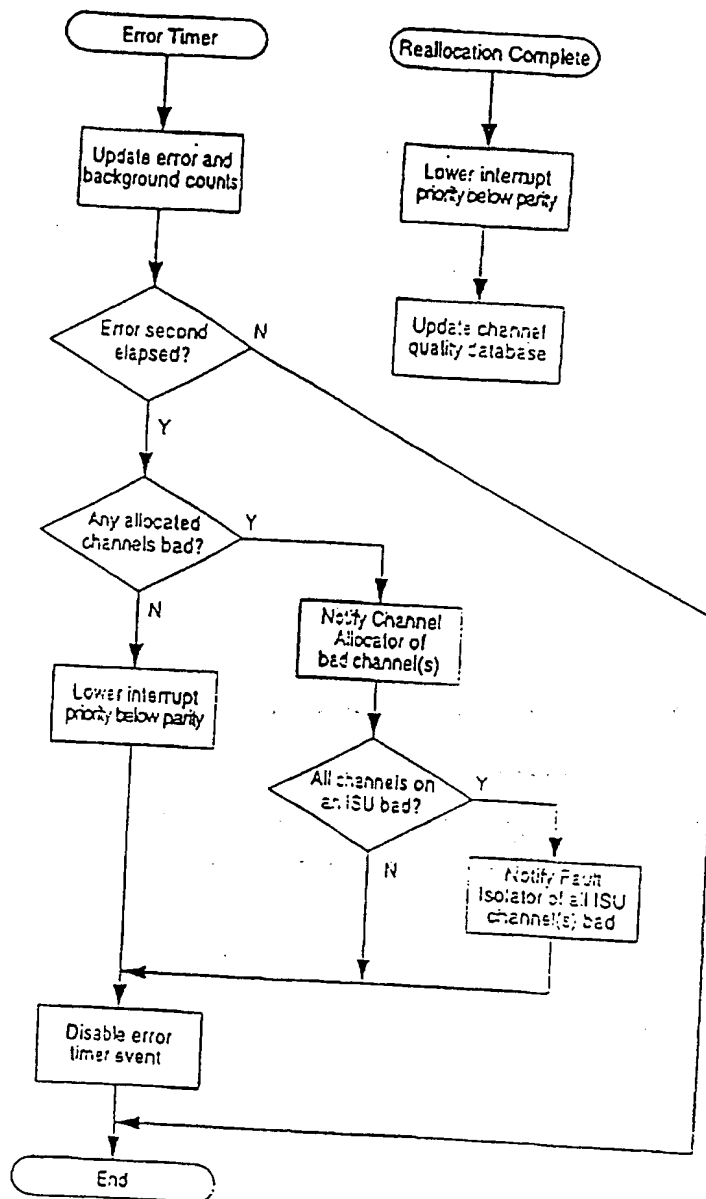 Error Timer
Reallocation Complete
Update error and
background counts
Lower interrupt
priority below parity
Error second
elapsed?
N
Update channel
quality database
Y
Any allocated
channels bad?
Y
N
Notify Channel
Allocator of
bad channel(s)
Lower interrupt
priority below parity
All channels on
an ISU bad?
Y
N
Notify Fault
Isolator of all ISU
channel(s) bad
Disable error
timer event
End